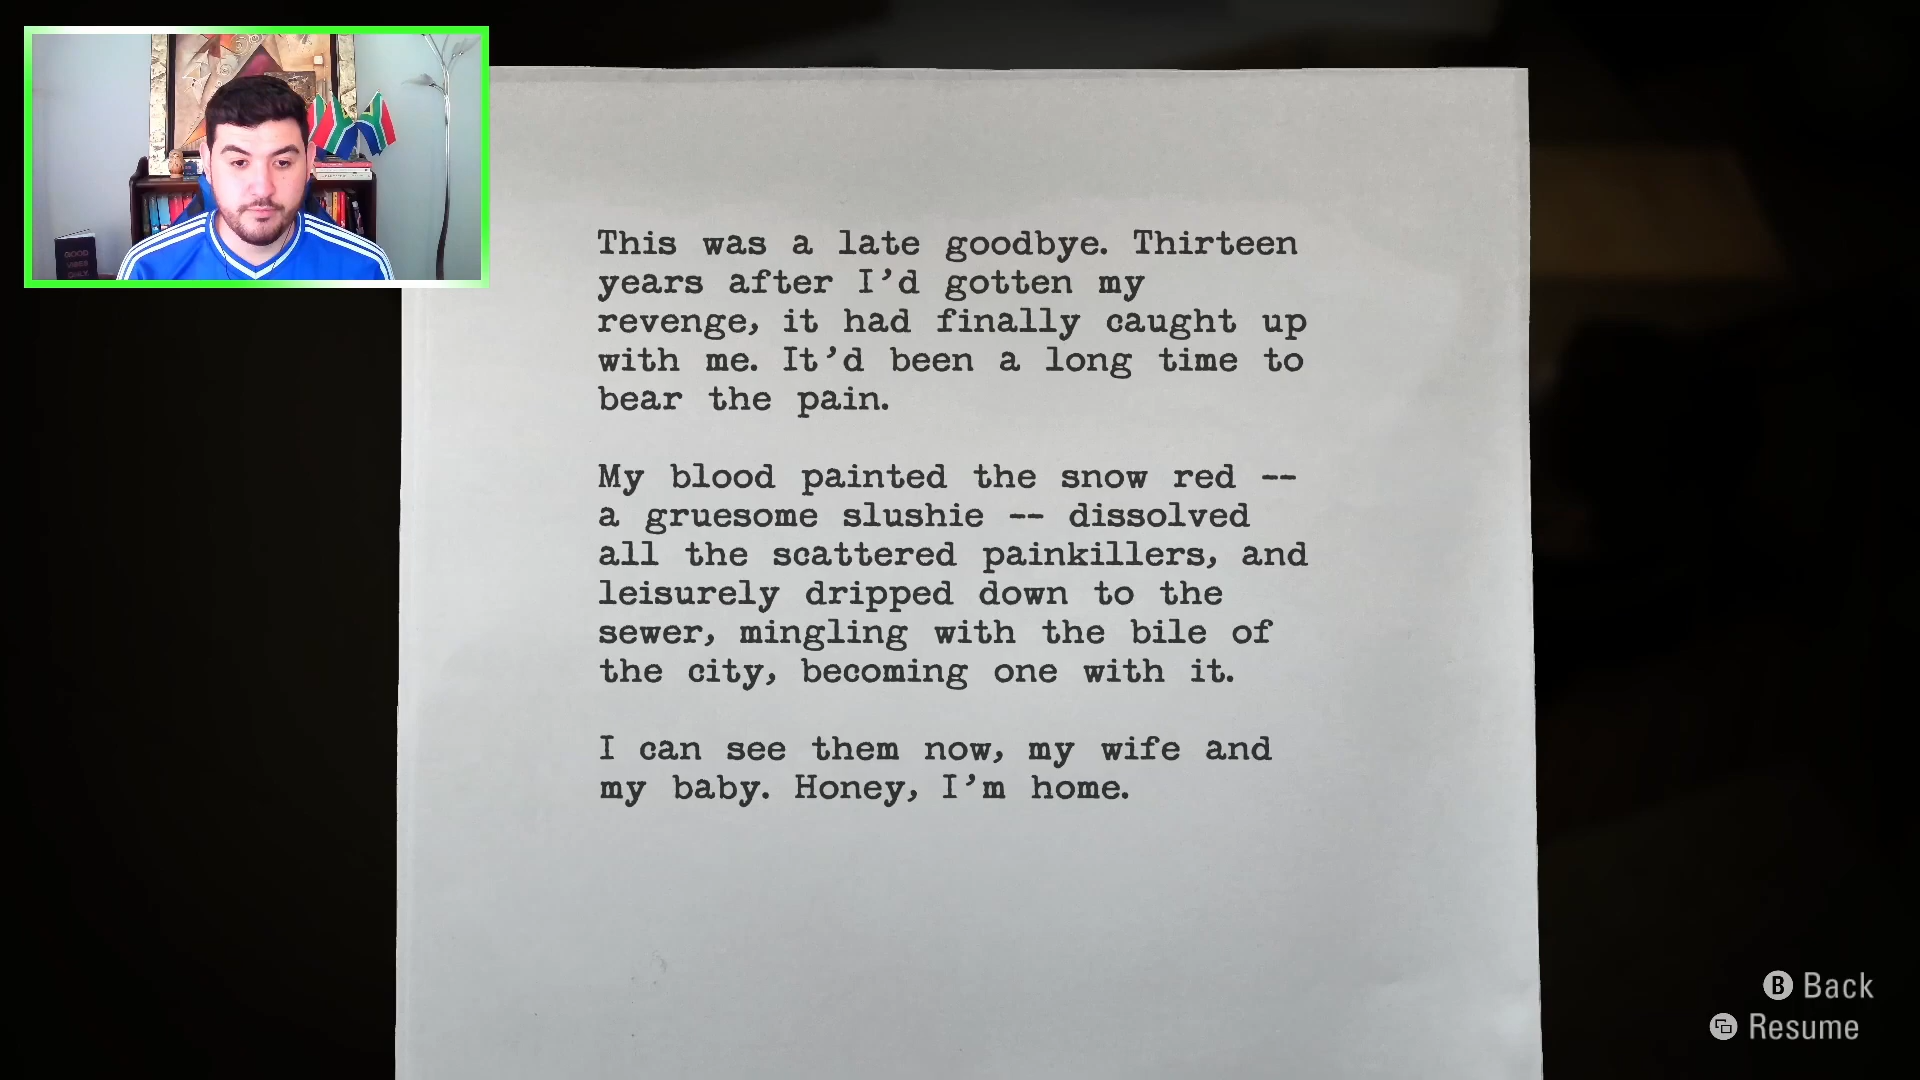 GOOD
VIBES
ONLY.
This was a late goodbye. Thirteen
years after I’d gotten my
revenge, it had finally caught up
with me. It’d been a long time to
bear the pain.
My blood painted the snow red --
a gruesome slushie -- dissolved
all the scattered painkillers, and
leisurely dripped down to the
sewer, mingling with the bile of
the city, becoming one with it.
I can see them now, my wife and
my baby. Honey, I’m home.
B Back
Resume